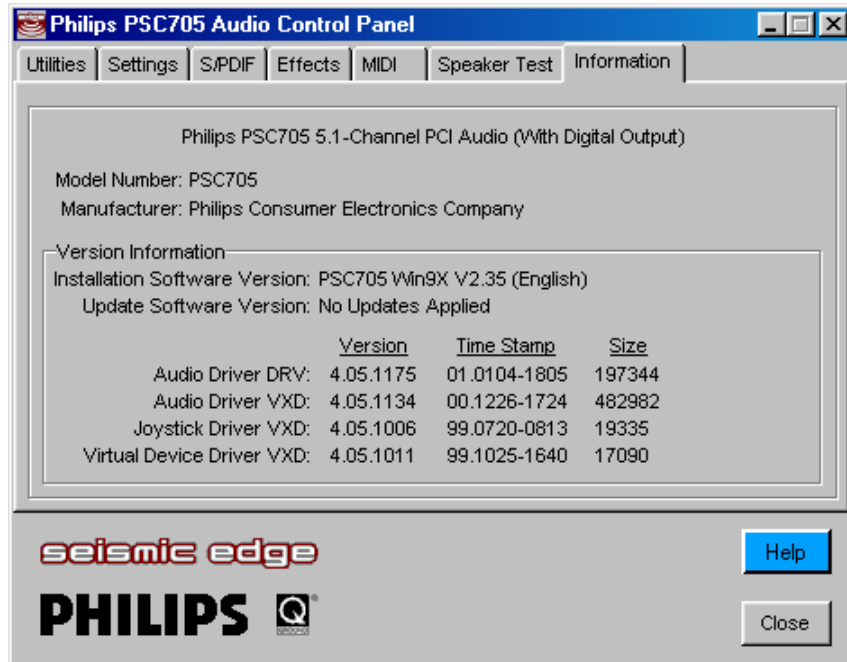 Philips PSC705 Audio Control Panel
Utilities Settings S/PDIF Effects MIDI Speaker Test Information
Philips PSC705 5.1-Channel PCI Audio (With Digital Output)
Model Number: PSC705
Manufacturer: Philips Consumer Electronics Company
Version Information
Installation Software Version: PSC705 Win9X V2.35 (English)
Update Software Version: No Updates Applied
Version Time Stamp Size
Audio Driver DRV: 4.05.1175 01.0104-1805 197344
Audio Driver VXD: 4.05.1134 00.1226-1724 482982
Joystick Driver VXD: 4.05.1006 99.0720-0813 19335
Virtual Device Driver VXD: 4.05.1011 99.1025-1640 17090
seismic edge
Help
PHILIPS Q
Close